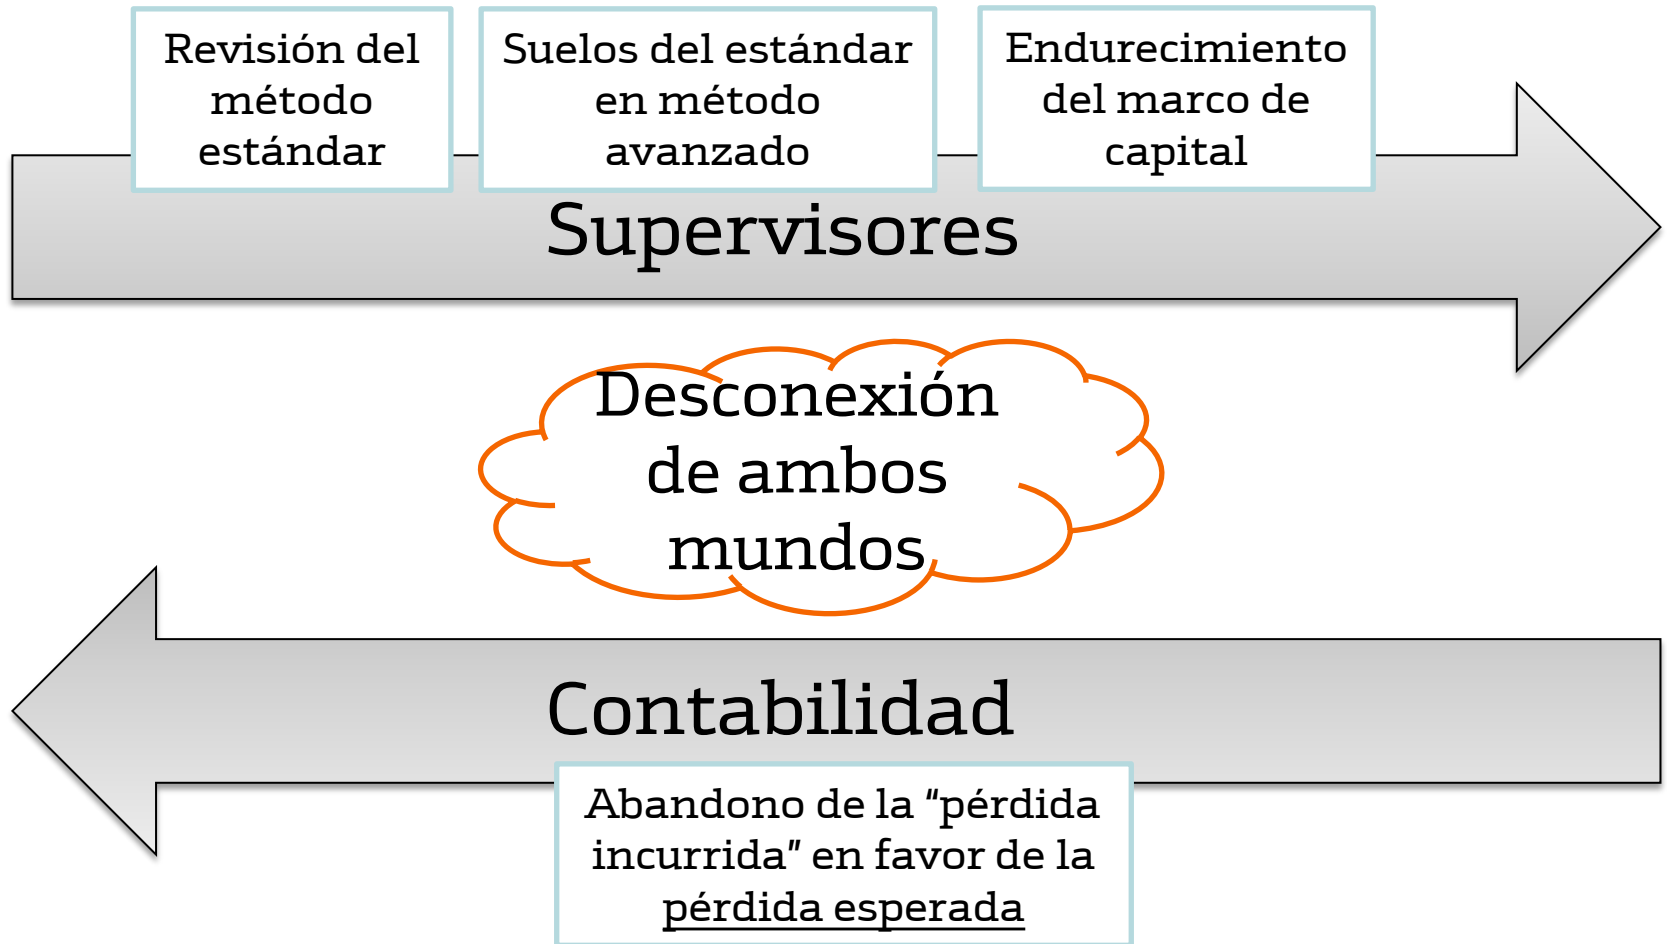 Revisión del
método
estándar
Suelos del estándar
en método
avanzado
Endurecimiento
del marco de
capital
Supervisores
Desconexión
de ambos
mundos
Contabilidad
Abandono de la “pérdida
incurrida” en favor de la
pérdida esperada